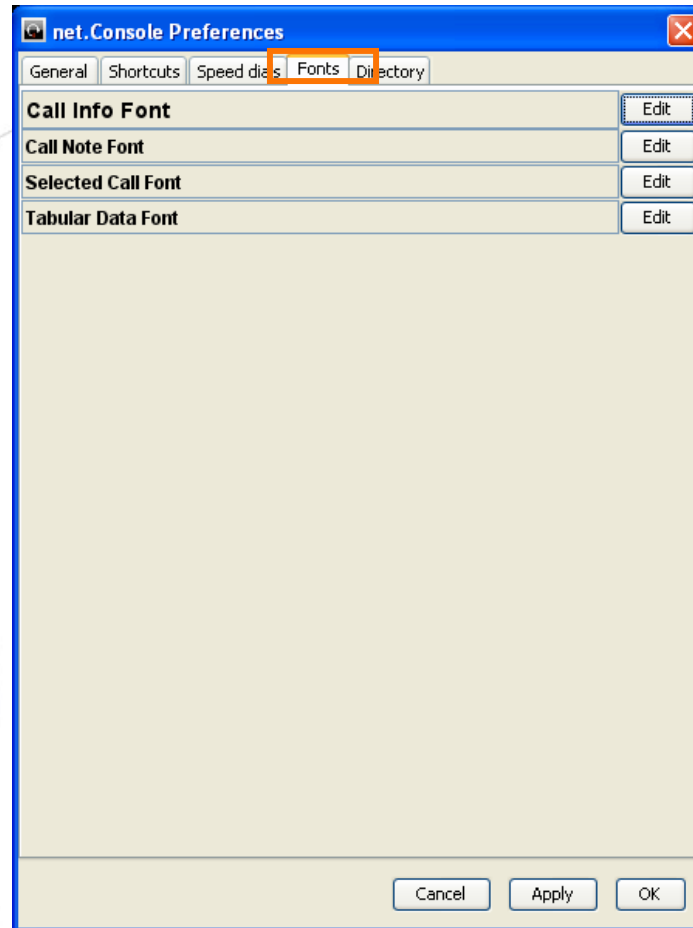 net.Console Preferences
General Shortcuts Speed dials Fonts Directory
Call Info Font Edit
Call Note Font Edit
Selected Call Font Edit
Tabular Data Font Edit
Cancel Apply OK